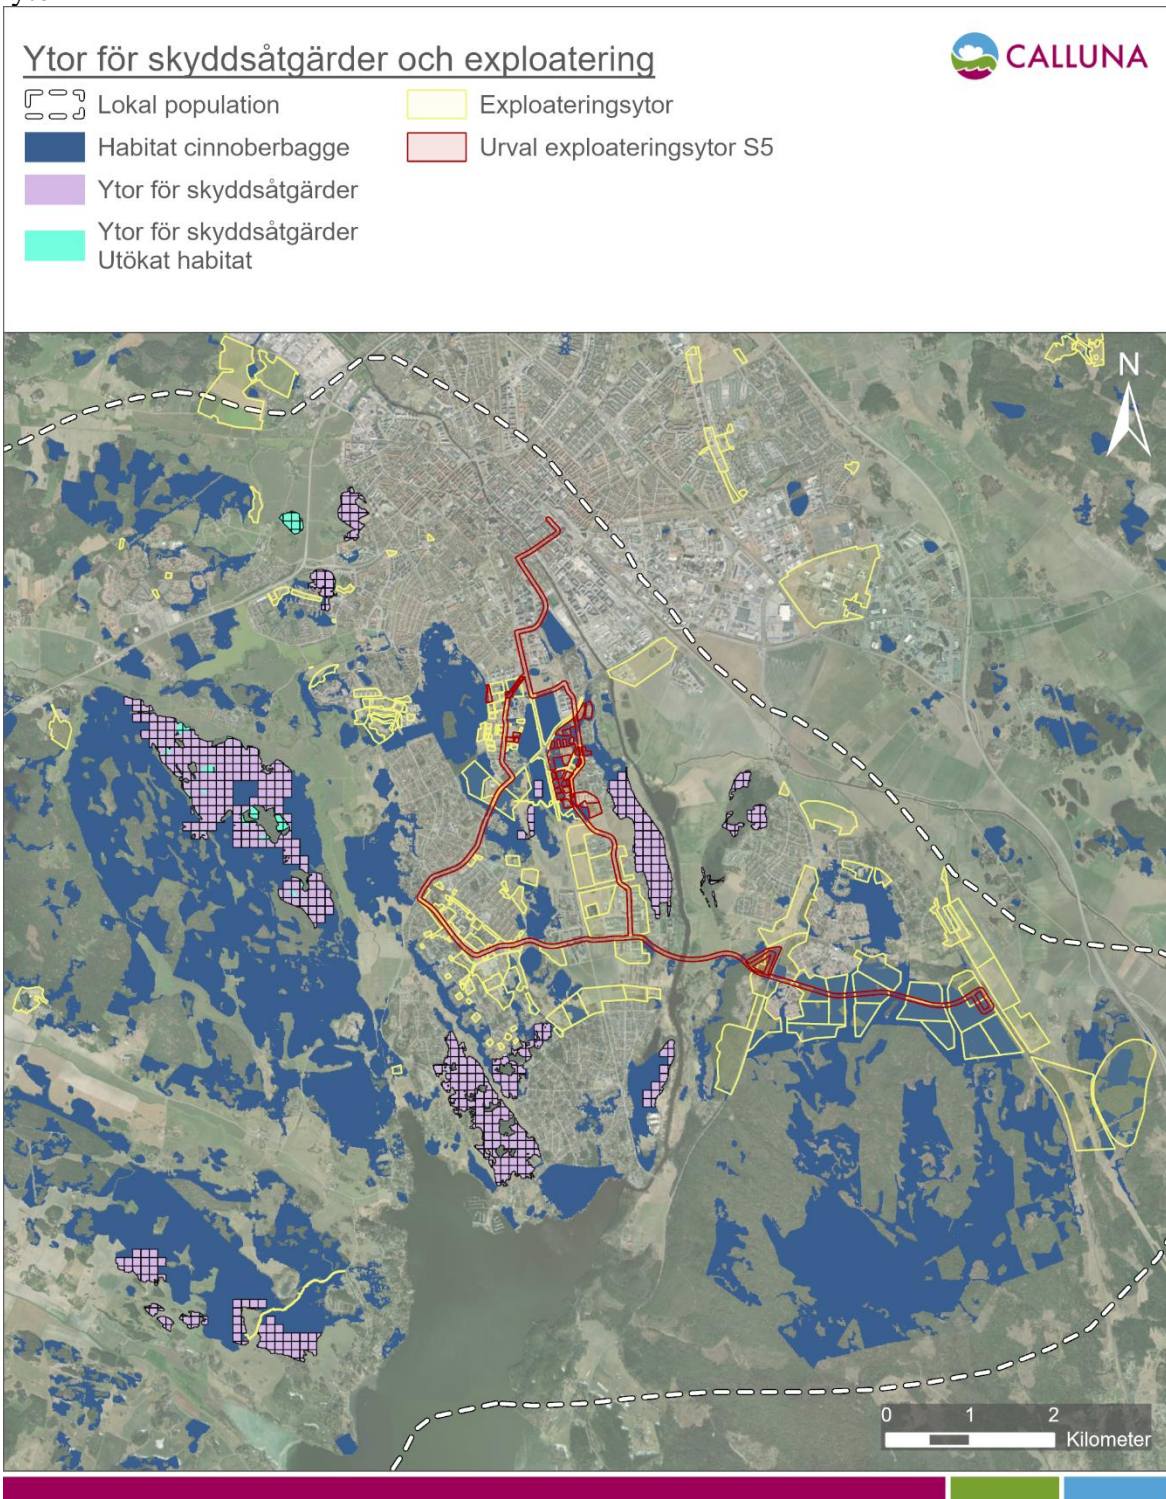 Ytor för skyddsåtgärder och exploatering
CALLUNA
Lokal population
Exploateringsytor
Habitat cinnoberbagge
Urval exploateringsytor S5
Ytor för skyddsåtgärder
Ytor för skyddsåtgärder
Utökat habitat
N
0 1 2
Kilometer